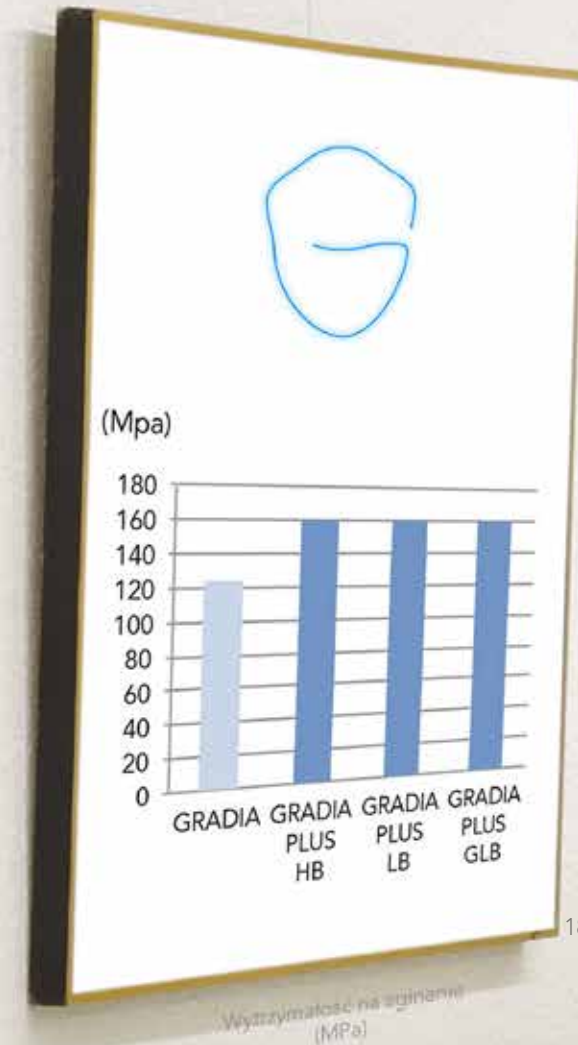 (Mpa)
180
160
140
120
100
80
60
40
20
0
GRADIA
GRADIA PLUS HB
GRADIA PLUS LB
GRADIA PLUS GLB
Wytrzymałość na zginanie
(MPa)